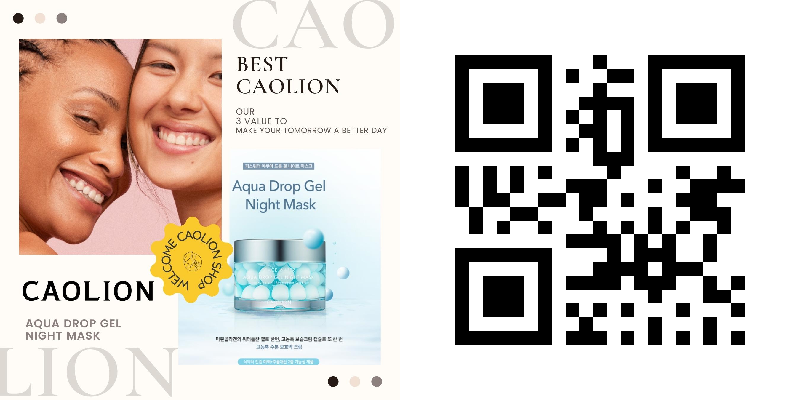 CAO
BEST
CAOLION
OUR
3 VALUE TO
MAKE YOUR TOMORROW A BETTER DAY
Aqua Drop Gel
Night Mask
WELCOME CAOLION SHOP
CAOLION
AQUA DROP GEL
NIGHT MASK
LION